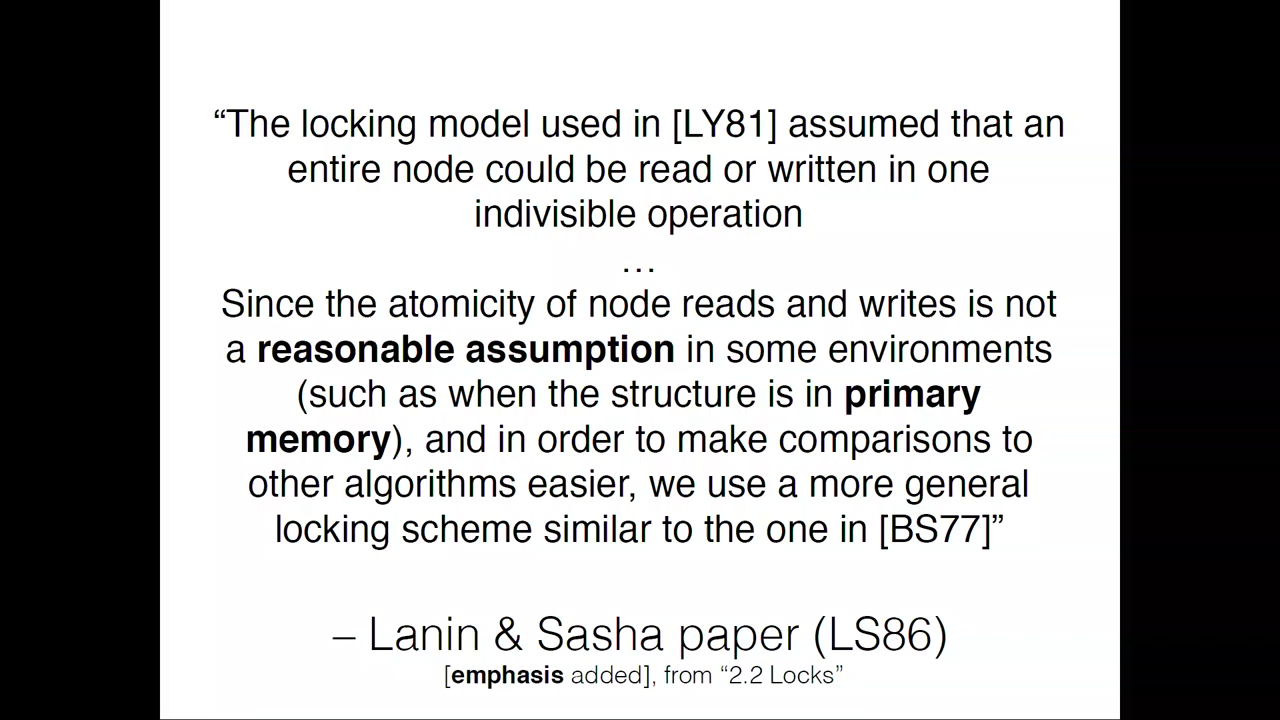 “The locking model used in [LY81] assumed that an
entire node could be read or written in one
indivisible operation
…
Since the atomicity of node reads and writes is not
a reasonable assumption in some environments
(such as when the structure is in primary
memory), and in order to make comparisons to
other algorithms easier, we use a more general
locking scheme similar to the one in [BS77]”
– Lanin & Sasha paper (LS86)
[emphasis added], from “2.2 Locks”